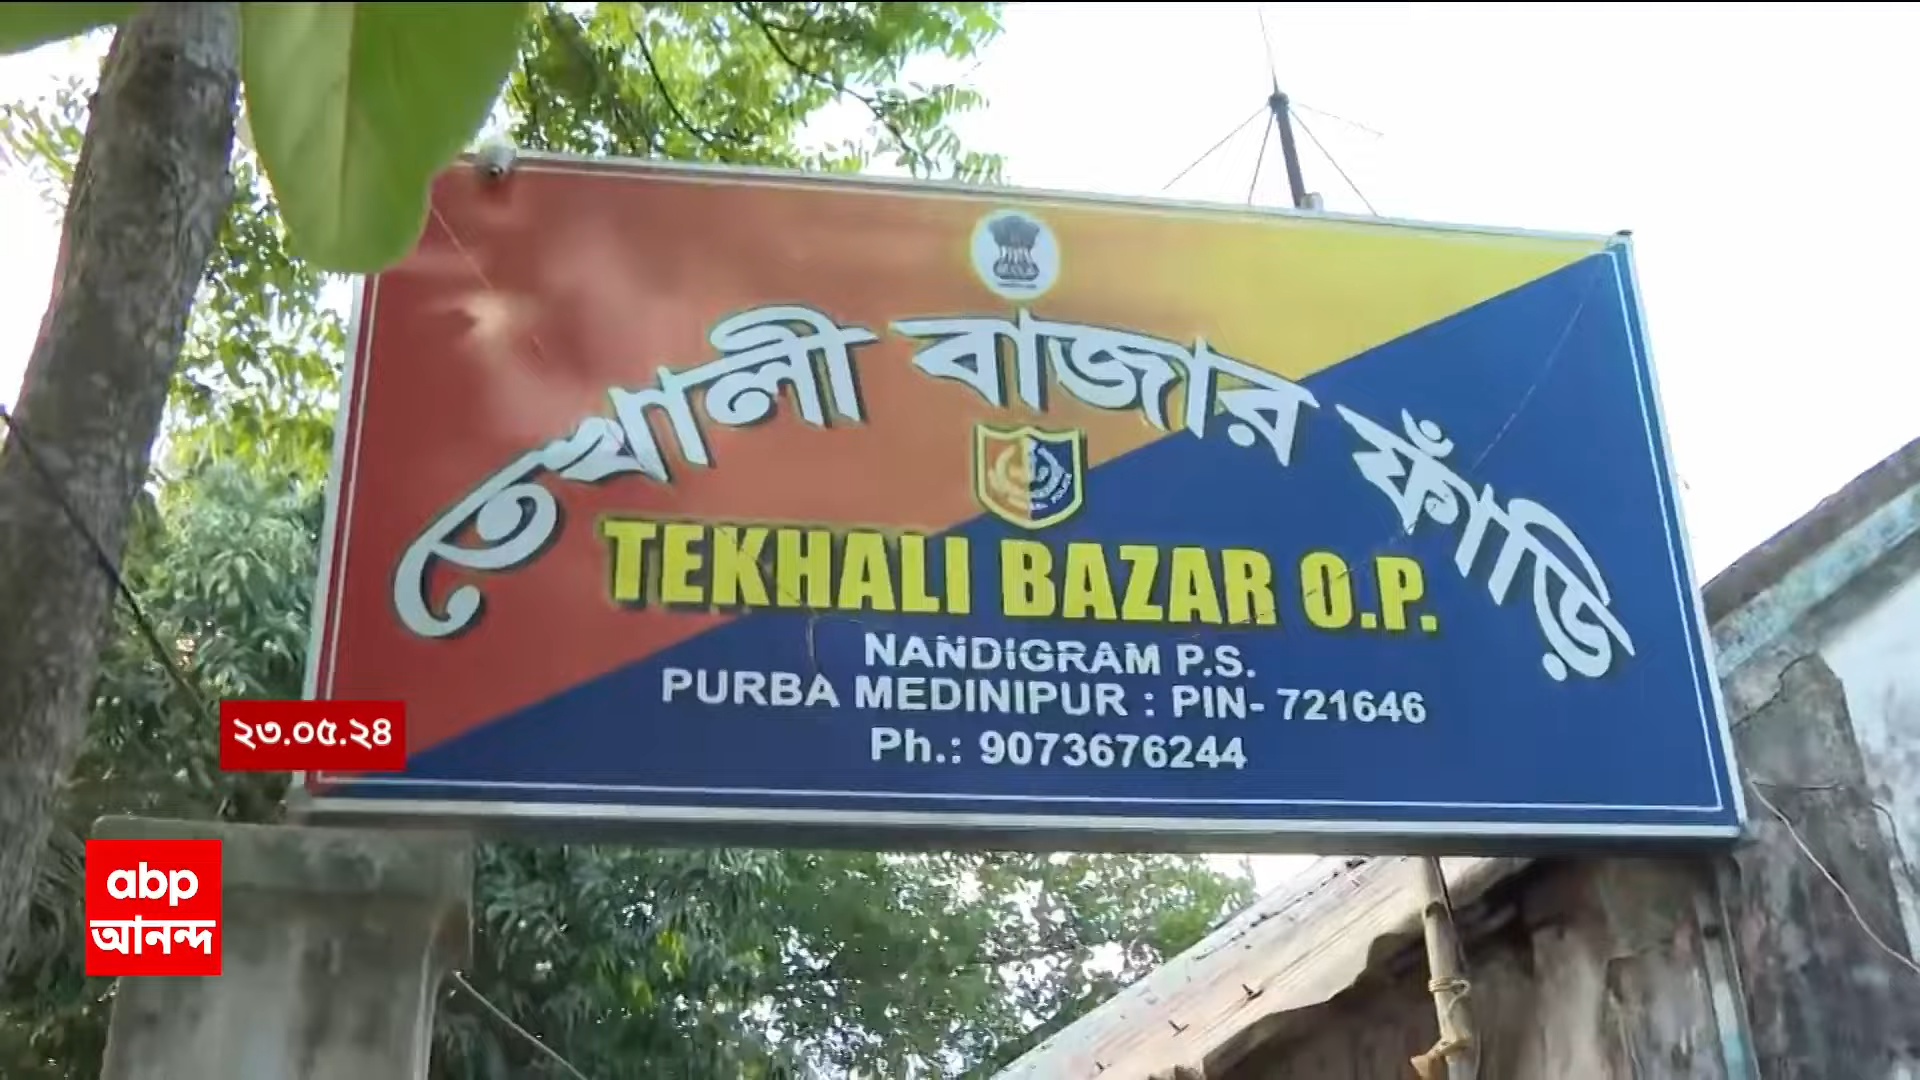 তেখালী বাজার ফাঁড়ি
TEKHALI BAZAR O.P.
NANDIGRAM P.S.
PURBA MEDINIPUR : PIN- 721646
Ph.: 9073676244
২৩.০৫.২৪
abp
আনন্দ